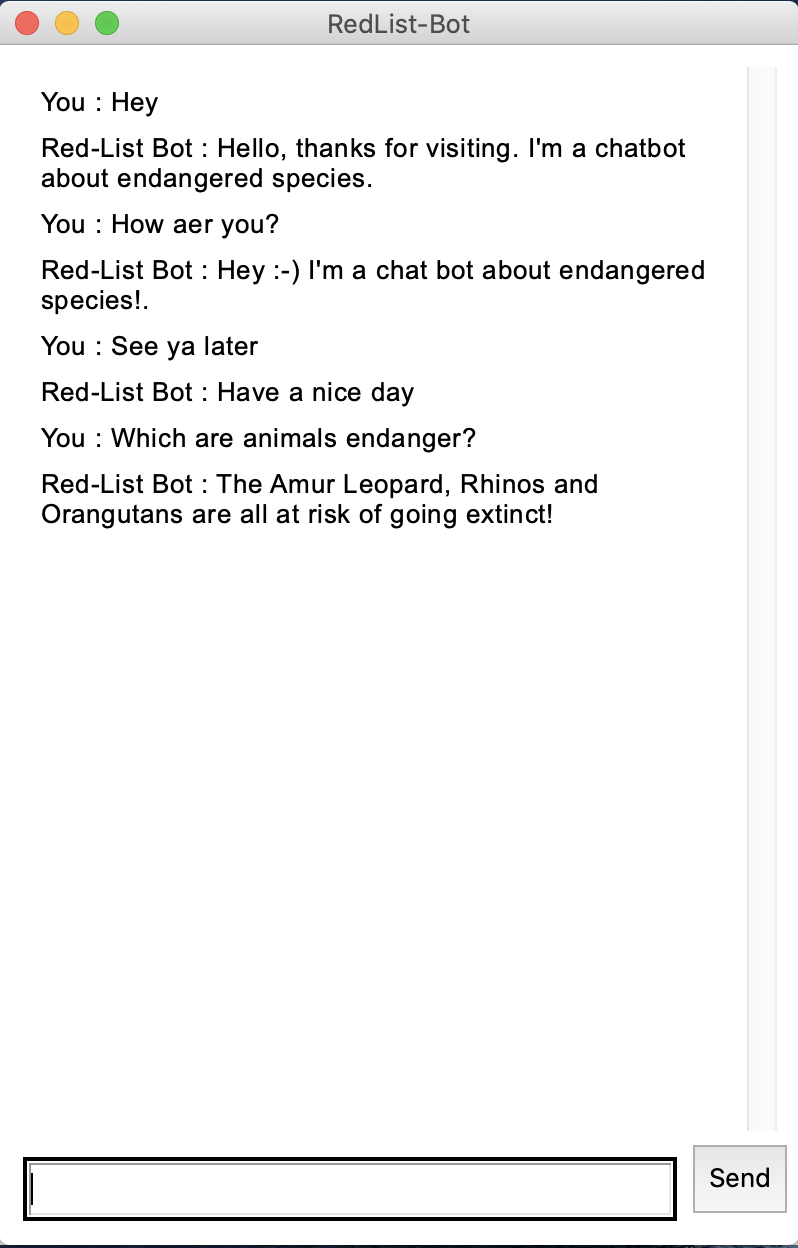 RedList-Bot
You : Hey
Red-List Bot : Hello, thanks for visiting. I'm a chatbot
about endangered species.
You : How aer you?
Red-List Bot : Hey :-) I'm a chat bot about endangered
species!.
You : See ya later
Red-List Bot : Have a nice day
You : Which are animals endanger?
Red-List Bot : The Amur Leopard, Rhinos and
Orangutans are all at risk of going extinct!
Send